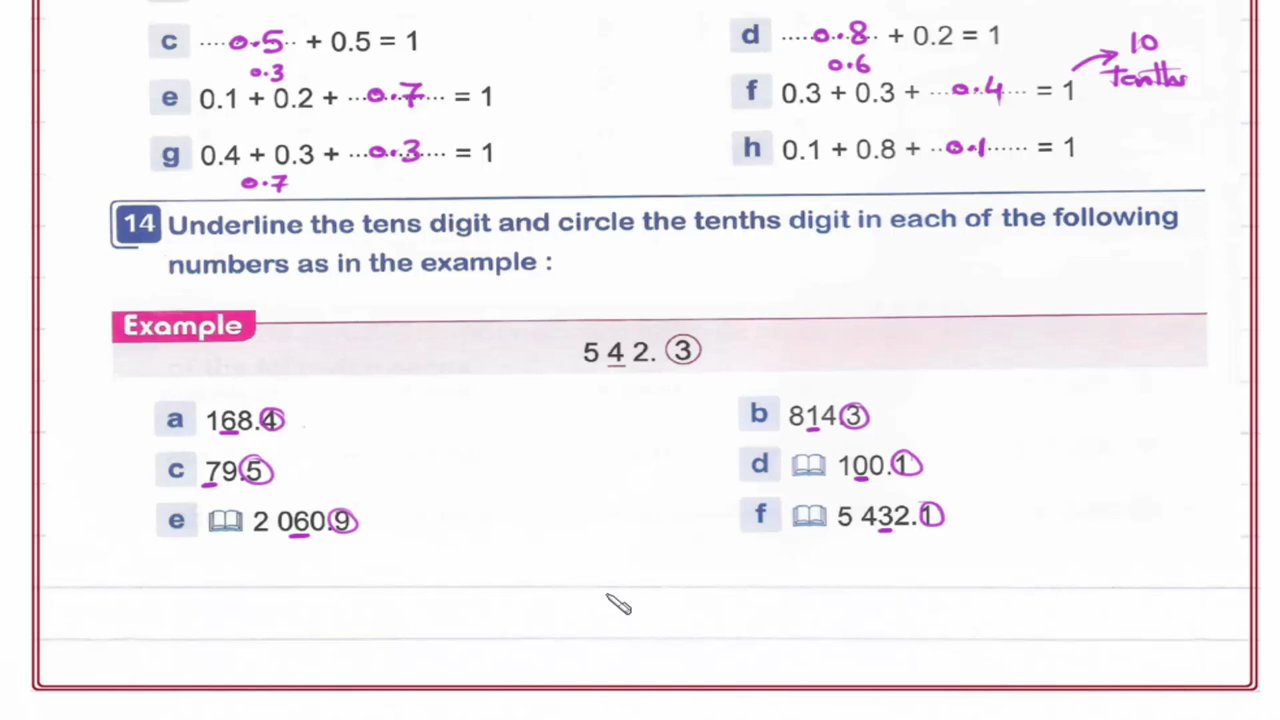 c ....0.5.. + 0.5 = 1
d .....0.8.. + 0.2 = 1
10
tenths
0.3
0.6
e 0.1 + 0.2 + ...0.7...... = 1
f 0.3 + 0.3 + ...0.4.... = 1
g 0.4 + 0.3 + ...0.3.... = 1
h 0.1 + 0.8 + ..0.1...... = 1
0.7
14 Underline the tens digit and circle the tenths digit in each of the following
numbers as in the example :
Example
5 4 2. 3
a 168.4
b 814.3
c 79.5
d 100.1
e 2 060.9
f 5 432.1